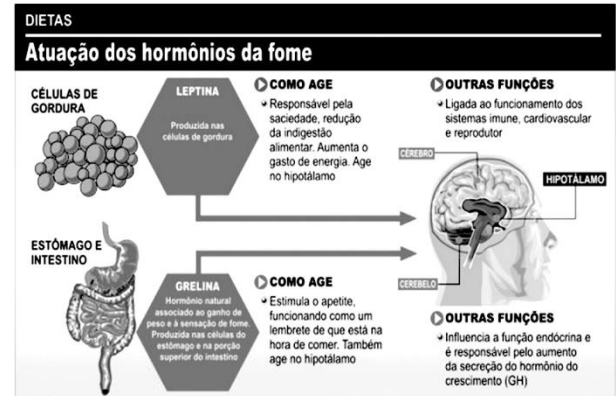 DIETAS
Atuação dos hormônios da fome
CÉLULAS DE
GORDURA
LEPTINA
Produzida nas
células de gordura
COMO AGE
Responsável pela
saciedade, redução
da indigestão
alimentar. Aumenta o
gasto de energia. Age
no hipotálamo
OUTRAS FUNÇÕES
Ligada ao funcionamento dos
sistemas imune, cardiovascular
e reprodutor
CÉREBRO
HIPOTÁLAMO
CEREBELO
ESTÔMAGO E
INTESTINO
GRELINA
Hormônio natural
associado ao ganho de
peso e à sensação de fome.
Produzida nas células do
estômago e na porção
superior do intestino
COMO AGE
Estimula o apetite,
funcionando como um
lembrete de que está na
hora de comer. Também
age no hipotálamo
OUTRAS FUNÇÕES
Influencia a função endócrina e
é responsável pelo aumento
da secreção do hormônio do
crescimento (GH)